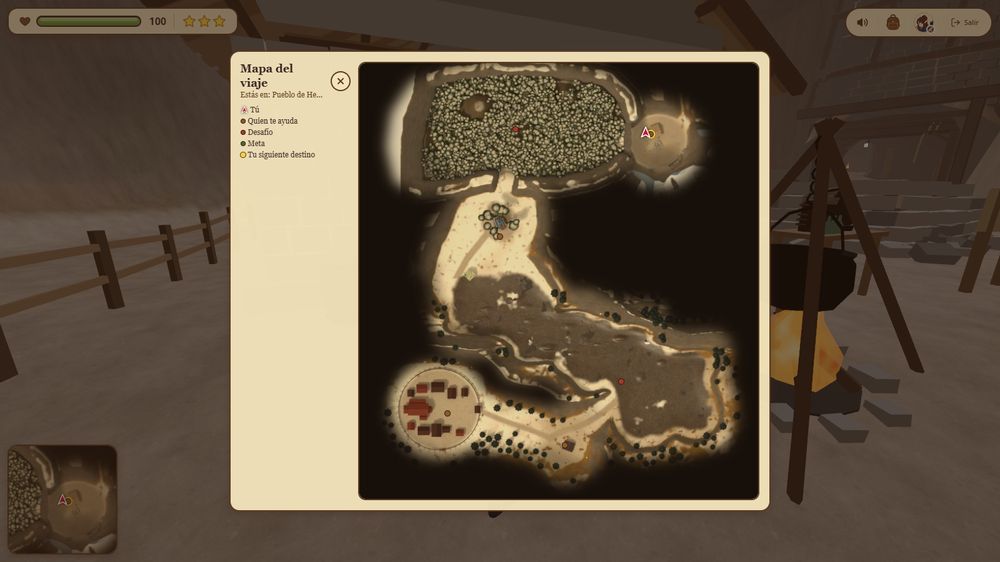 100
Salir
Mapa del
viaje
Estás en: Pueblo de He...
Tú
Quien te ayuda
Desafío
Meta
Tu siguiente destino